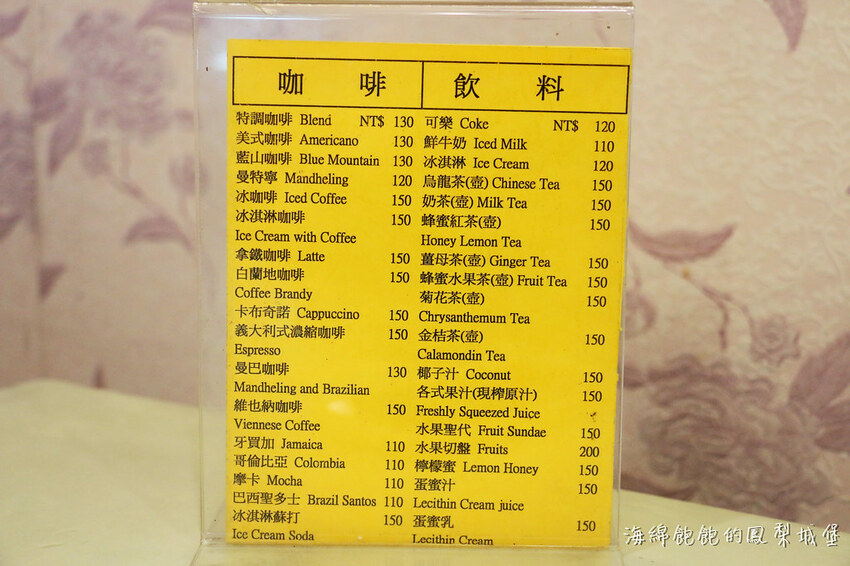 咖啡
特調咖啡 Blend NT$ 130
美式咖啡 Americano 130
藍山咖啡 Blue Mountain 130
曼特寧 Mandheling 120
冰咖啡 Iced Coffee 150
冰淇淋咖啡 150
Ice Cream with Coffee
拿鐵咖啡 Latte 150
白蘭地咖啡 150
Coffee Brandy
卡布奇諾 Cappuccino 150
義大利式濃縮咖啡 150
Espresso
曼巴咖啡 130
Mandheling and Brazilian
維也納咖啡 150
Viennese Coffee
牙買加 Jamaica 110
哥倫比亞 Colombia 110
摩卡 Mocha 110
巴西聖多士 Brazil Santos 110
冰淇淋蘇打 150
Ice Cream Soda
飲料
可樂 Coke NT$ 120
鮮牛奶 Iced Milk 110
冰淇淋 Ice Cream 120
烏龍茶(壺) Chinese Tea 150
奶茶(壺) Milk Tea 150
蜂蜜紅茶(壺) 150
Honey Lemon Tea
薑母茶(壺) Ginger Tea 150
蜂蜜水果茶(壺) Fruit Tea 150
菊花茶(壺) 150
Chrysanthemum Tea
金桔茶(壺) 150
Calamondin Tea
椰子汁 Coconut 150
各式果汁(現榨原汁) 150
Freshly Squeezed Juice
水果聖代 Fruit Sundae 150
水果切盤 Fruits 200
檸檬蜜 Lemon Honey 150
蛋蜜汁 150
Lecithin Cream juice
蛋蜜乳 150
Lecithin Cream
海綿飽飽的鳳梨城堡